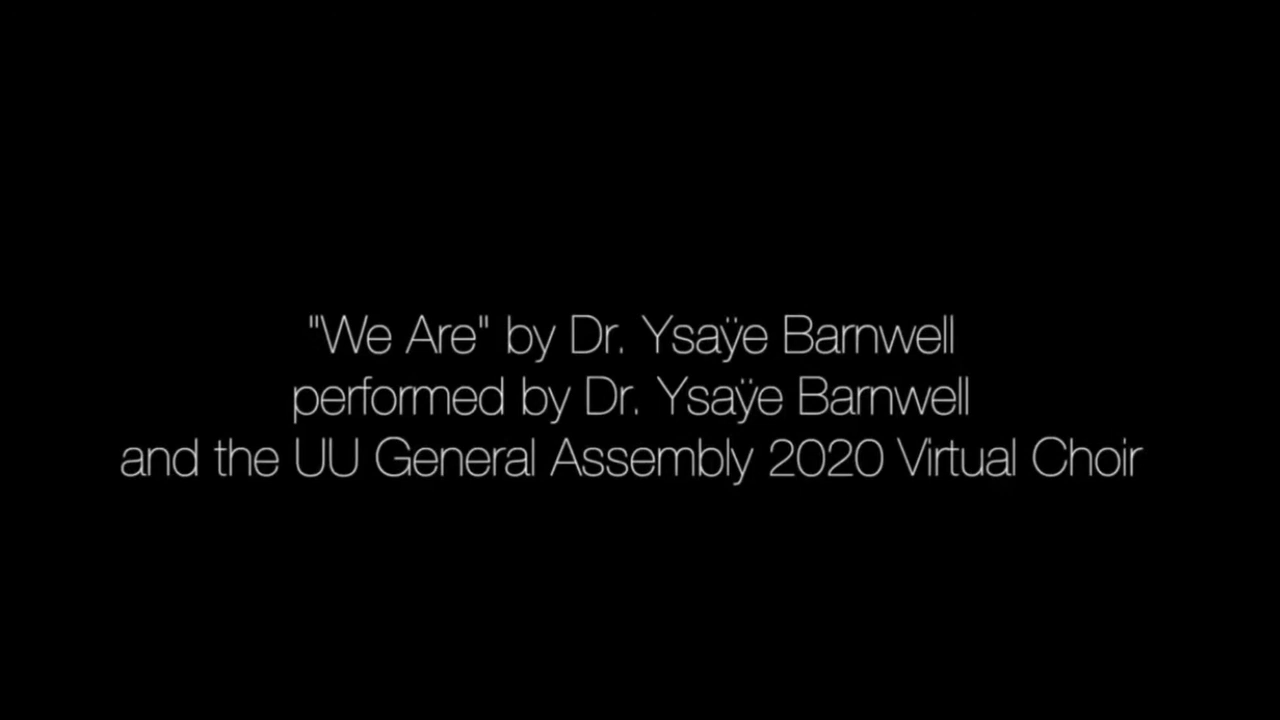 "We Are" by Dr. Ysaÿe Barnwell
performed by Dr. Ysaÿe Barnwell
and the UU General Assembly 2020 Virtual Choir